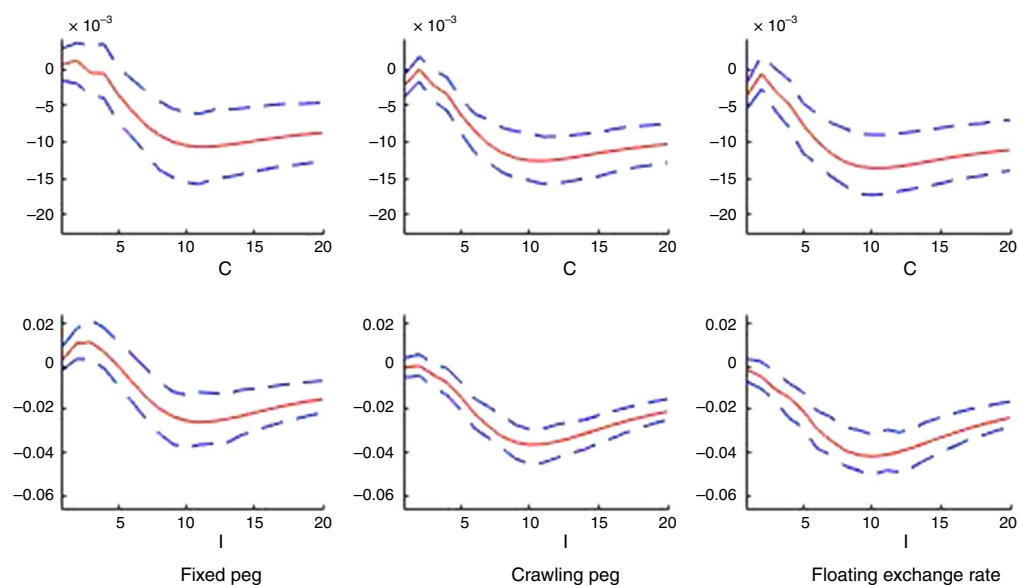 × 10⁻³ × 10⁻³ × 10⁻³
0 0 0
–5 –5 –5
–10 –10 –10
–15 –15 –15
–20 –20 –20
5 10 15 20 5 10 15 20 5 10 15 20
C C C
0.02 0.02 0.02
0 0 0
–0.02 –0.02 –0.02
–0.04 –0.04 –0.04
–0.06 –0.06 –0.06
5 10 15 20 5 10 15 20 5 10 15 20
I I I
Fixed peg Crawling peg Floating exchange rate